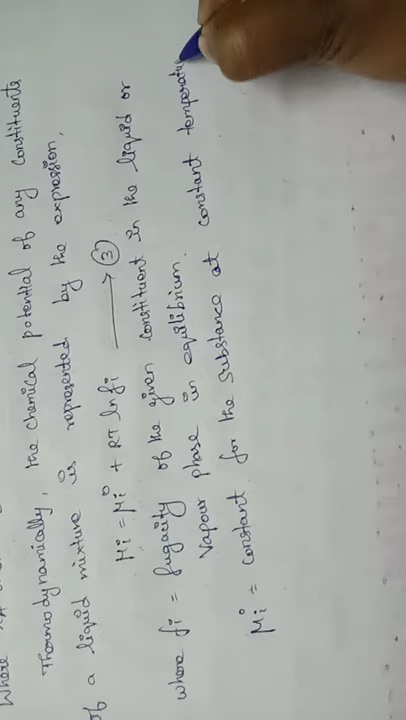 Where
Thermodynamically, the chemical potential of any constituents
of a liquid mixture is represented by the expression,
μi = μi° + RT ln fi → ③
where fi = fugacity of the given constituent in the liquid or
Vapour phase in equilibrium.
μi° = constant for the substance at constant temperatu